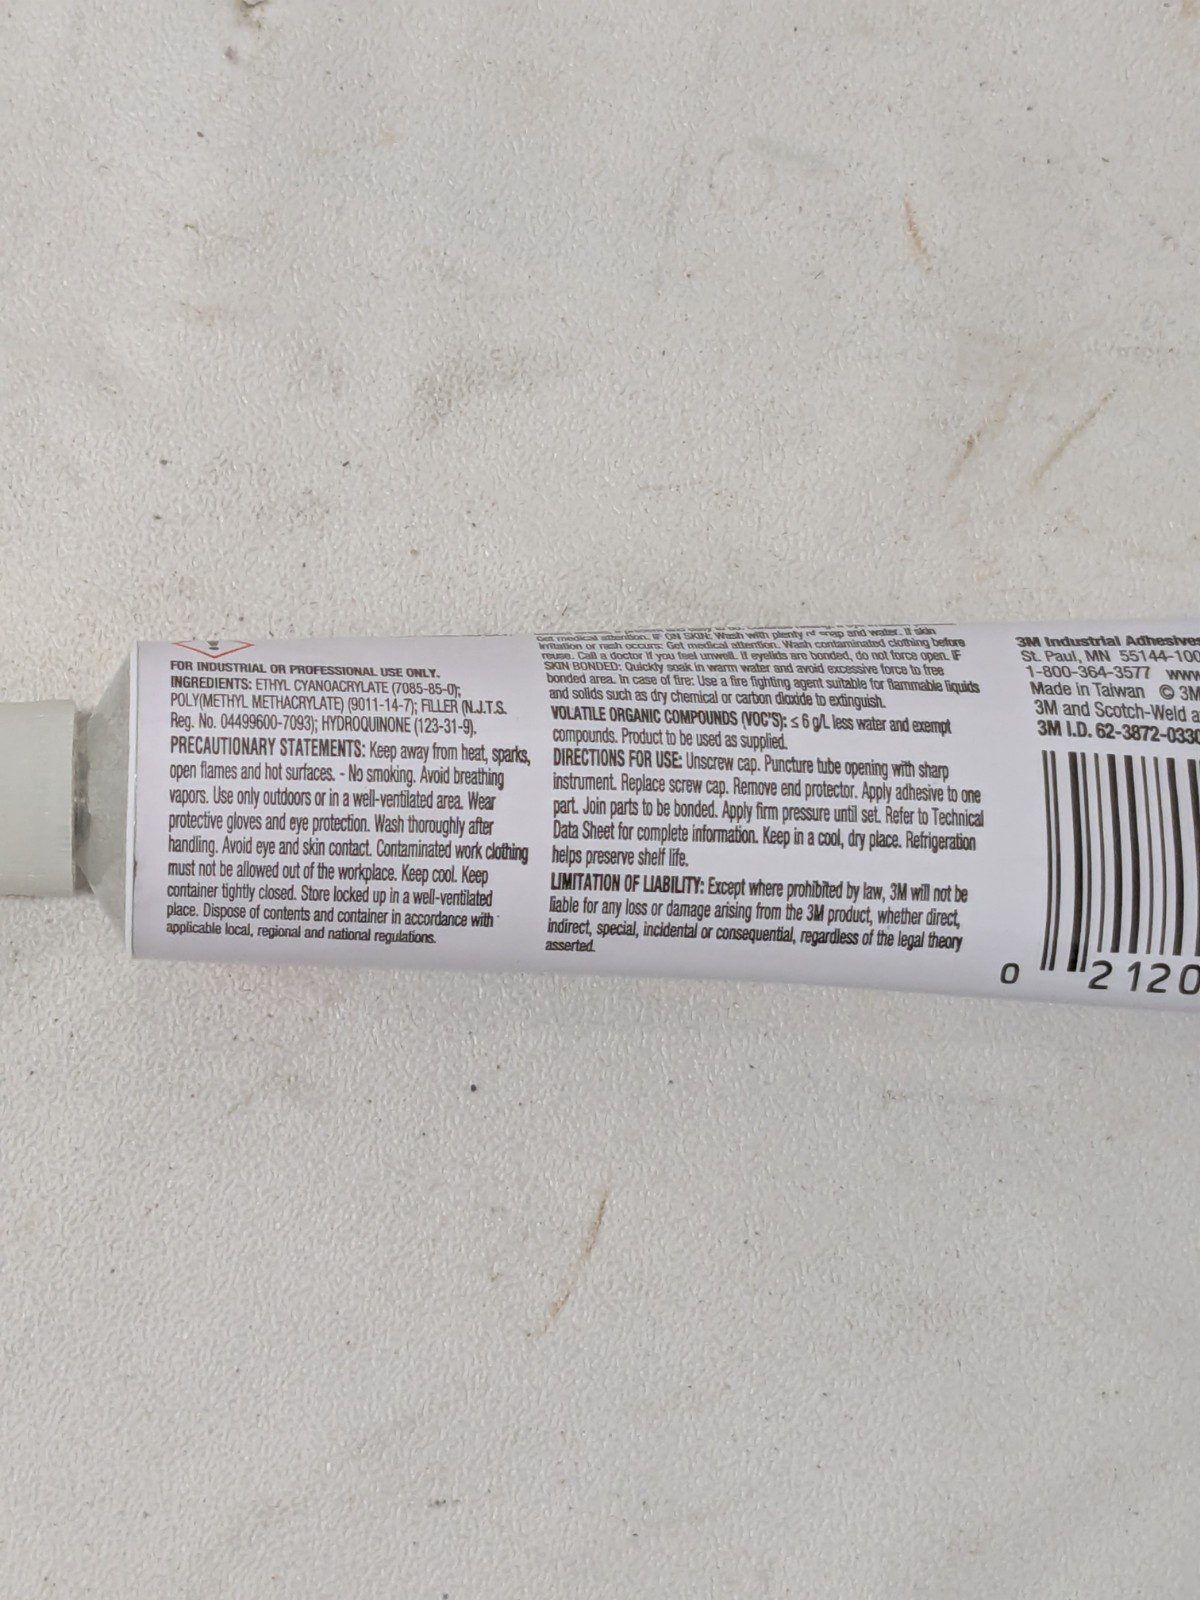 FOR INDUSTRIAL OR PROFESSIONAL USE ONLY.
INGREDIENTS: ETHYL CYANOACRYLATE (7085-85-0);
POLY(METHYL METHACRYLATE) (9011-14-7); FILLER (N.J.T.S.
Reg. No. 04499600-7093); HYDROQUINONE (123-31-9).
PRECAUTIONARY STATEMENTS: Keep away from heat, sparks,
open flames and hot surfaces. - No smoking. Avoid breathing
vapors. Use only outdoors or in a well-ventilated area. Wear
protective gloves and eye protection. Wash thoroughly after
handling. Avoid eye and skin contact. Contaminated work clothing
must not be allowed out of the workplace. Keep cool. Keep
container tightly closed. Store locked up in a well-ventilated
place. Dispose of contents and container in accordance with
applicable local, regional and national regulations.
Get medical attention. IF ON SKIN: Wash with plenty of soap and water. If skin
irritation or rash occurs: Get medical attention. Wash contaminated clothing before
reuse. Call a doctor if you feel unwell. If eyelids are bonded, do not force open. IF
SKIN BONDED: Quickly soak in warm water and avoid excessive force to free
bonded area. In case of fire: Use a fire fighting agent suitable for flammable liquids
and solids such as dry chemical or carbon dioxide to extinguish.
VOLATILE ORGANIC COMPOUNDS (VOC'S): ≤ 6 g/L less water and exempt
compounds. Product to be used as supplied.
DIRECTIONS FOR USE: Unscrew cap. Puncture tube opening with sharp
instrument. Replace screw cap. Remove end protector. Apply adhesive to one
part. Join parts to be bonded. Apply firm pressure until set. Refer to Technical
Data Sheet for complete information. Keep in a cool, dry place. Refrigeration
helps preserve shelf life.
LIMITATION OF LIABILITY: Except where prohibited by law, 3M will not be
liable for any loss or damage arising from the 3M product, whether direct,
indirect, special, incidental or consequential, regardless of the legal theory
asserted.
3M Industrial Adhesive
St. Paul, MN 55144-100
1-800-364-3577 www
Made in Taiwan © 3M
3M and Scotch-Weld a
3M I.D. 62-3872-0330
0 2120